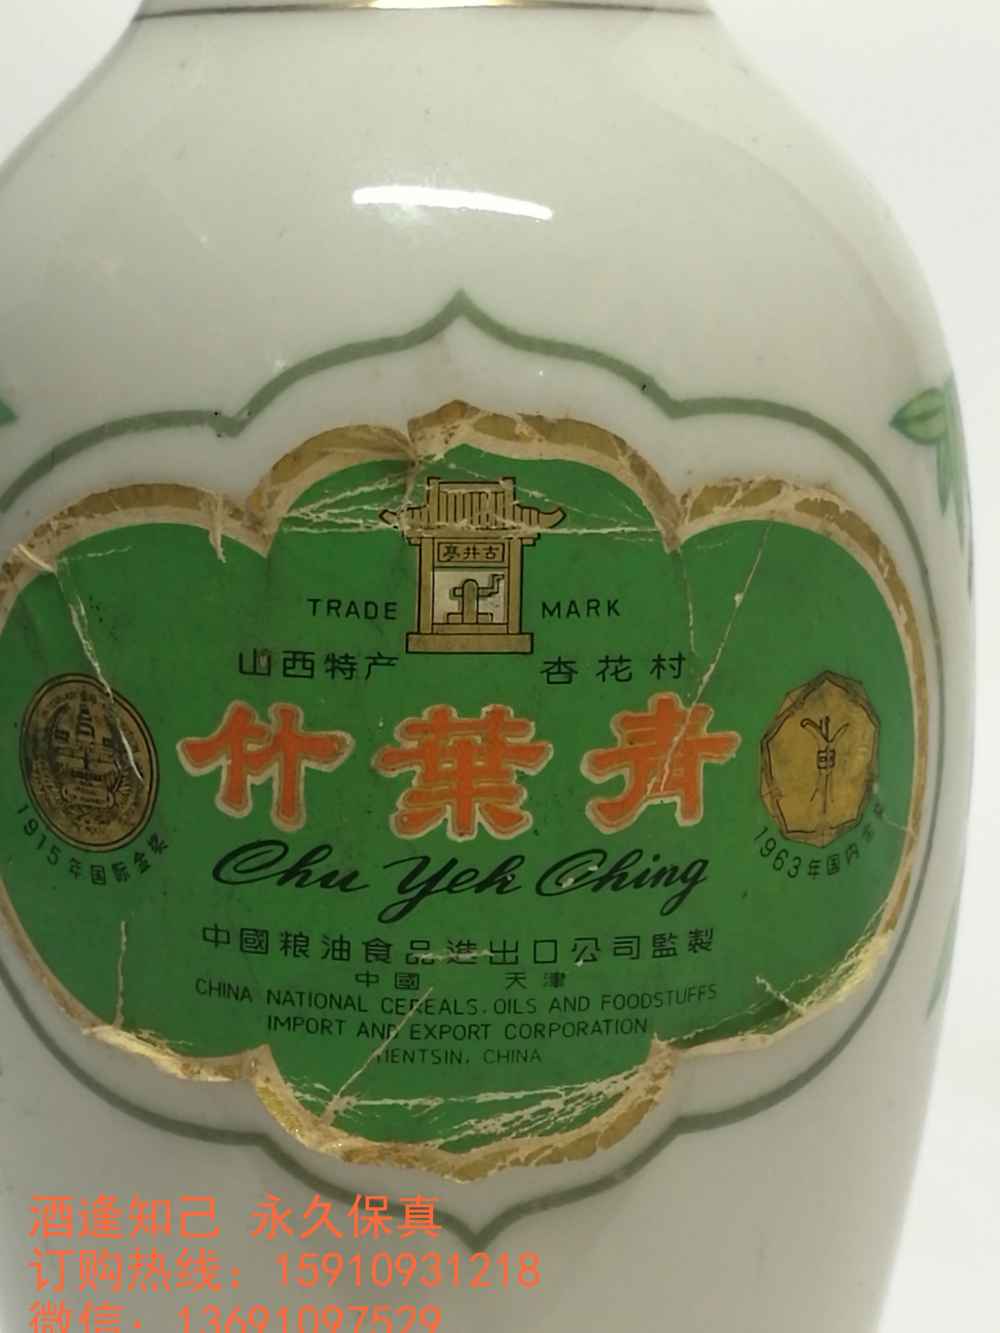 古井亭
TRADE MARK
山西特产 杏花村
竹葉青
Chu Yeh Ching
1915年国际金奖
1963年国内金奖
中國粮油食品進出口公司監製
中國 天津
CHINA NATIONAL CEREALS, OILS AND FOODSTUFFS
IMPORT AND EXPORT CORPORATION
TIENTSIN, CHINA
酒逢知己 永久保真
订购热线：15910931218
微信：13691097529